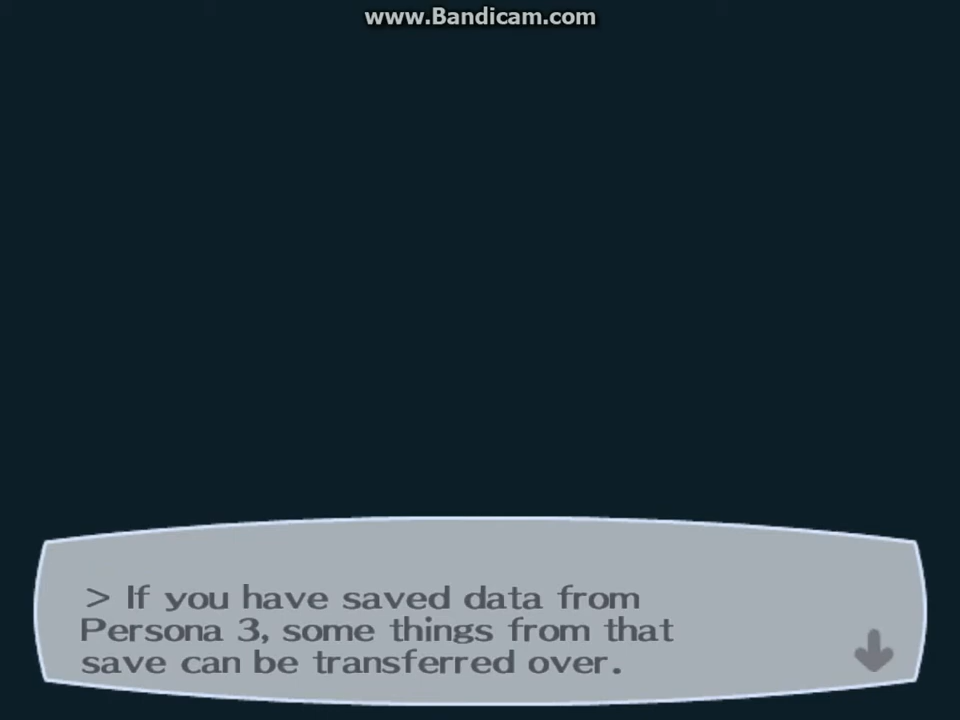 www.Bandicam.com
> If you have saved data from
Persona 3, some things from that
save can be transferred over.